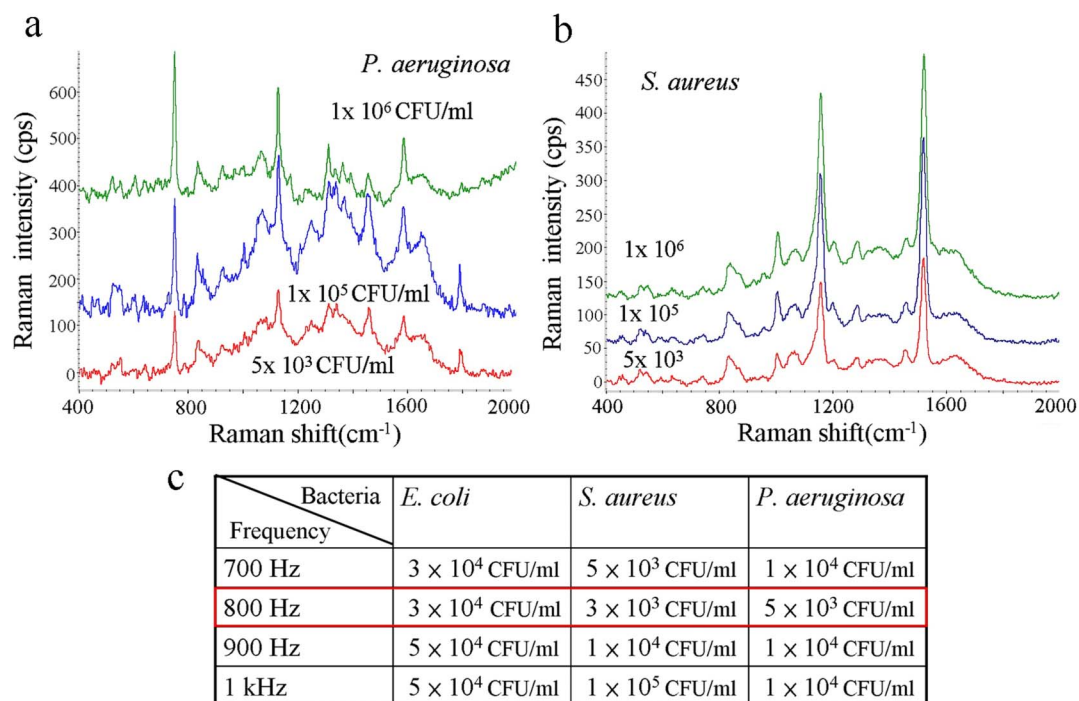 a
P. aeruginosa
Raman intensity (cps)
600
500
400
300
200
100
0
1x 10⁶ CFU/ml
1x 10⁵ CFU/ml
5x 10³ CFU/ml
400 800 1200 1600 2000
Raman shift(cm⁻¹)
b
S. aureus
Raman intensity (cps)
450
400
350
300
250
200
150
100
50
0
1x 10⁶
1x 10⁵
5x 10³
400 800 1200 1600 2000
Raman shift(cm⁻¹)
c
Bacteria
Frequency
E. coli S. aureus P. aeruginosa
700 Hz 3 × 10⁴ CFU/ml 5 × 10³ CFU/ml 1 × 10⁴ CFU/ml
800 Hz 3 × 10⁴ CFU/ml 3 × 10³ CFU/ml 5 × 10³ CFU/ml
900 Hz 5 × 10⁴ CFU/ml 1 × 10⁴ CFU/ml 1 × 10⁴ CFU/ml
1 kHz 5 × 10⁴ CFU/ml 1 × 10⁵ CFU/ml 1 × 10⁴ CFU/ml